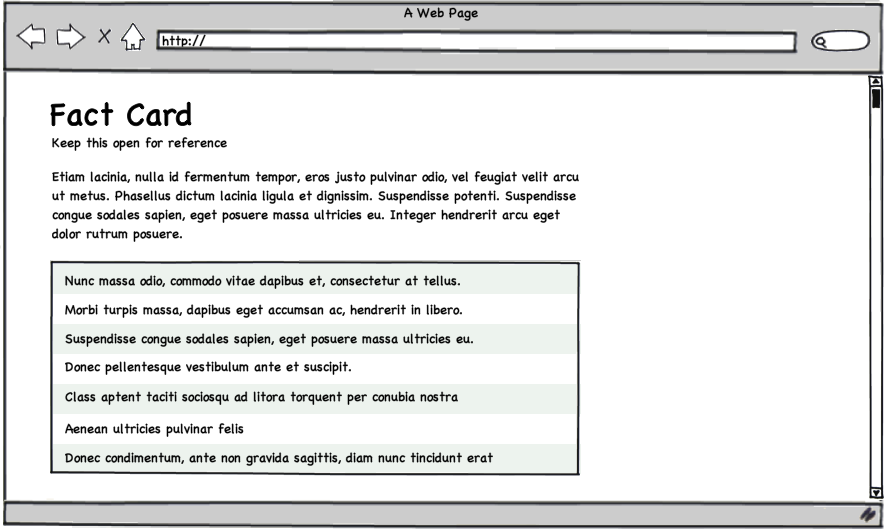 A Web Page
http://
Fact Card
Keep this open for reference
Etiam lacinia, nulla id fermentum tempor, eros justo pulvinar odio, vel feugiat velit arcu
ut metus. Phasellus dictum lacinia ligula et dignissim. Suspendisse potenti. Suspendisse
congue sodales sapien, eget posuere massa ultricies eu. Integer hendrerit arcu eget
dolor rutrum posuere.
Nunc massa odio, commodo vitae dapibus et, consectetur at tellus.
Morbi turpis massa, dapibus eget accumsan ac, hendrerit in libero.
Suspendisse congue sodales sapien, eget posuere massa ultricies eu.
Donec pellentesque vestibulum ante et suscipit.
Class aptent taciti sociosqu ad litora torquent per conubia nostra
Aenean ultricies pulvinar felis
Donec condimentum, ante non gravida sagittis, diam nunc tincidunt erat